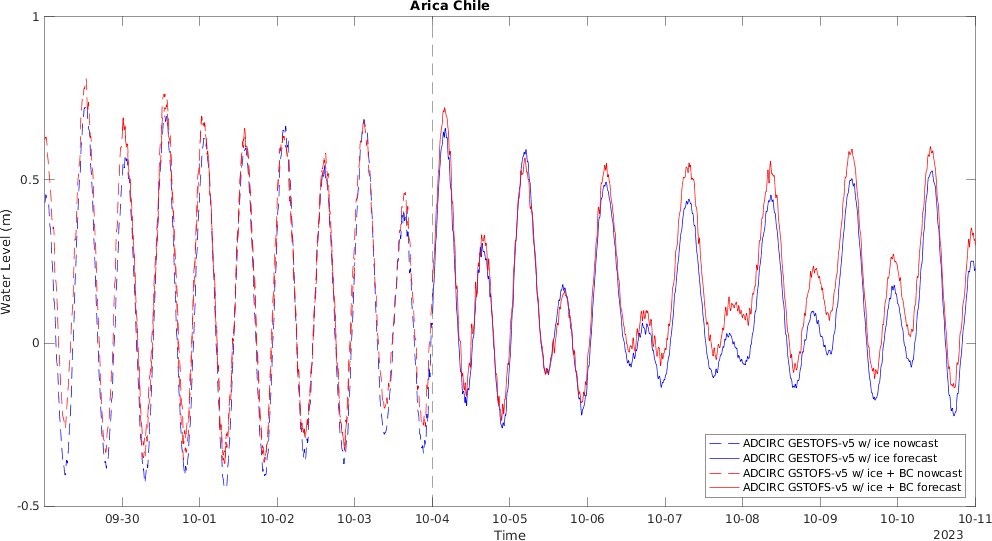 Arica Chile
1
0.5
0
-0.5
Water Level (m)
09-30 10-01 10-02 10-03 10-04 10-05 10-06 10-07 10-08 10-09 10-10 10-11
Time
2023
ADCIRC GESTOFS-v5 w/ ice nowcast
ADCIRC GESTOFS-v5 w/ ice forecast
ADCIRC GSTOFS-v5 w/ ice + BC nowcast
ADCIRC GSTOFS-v5 w/ ice + BC forecast